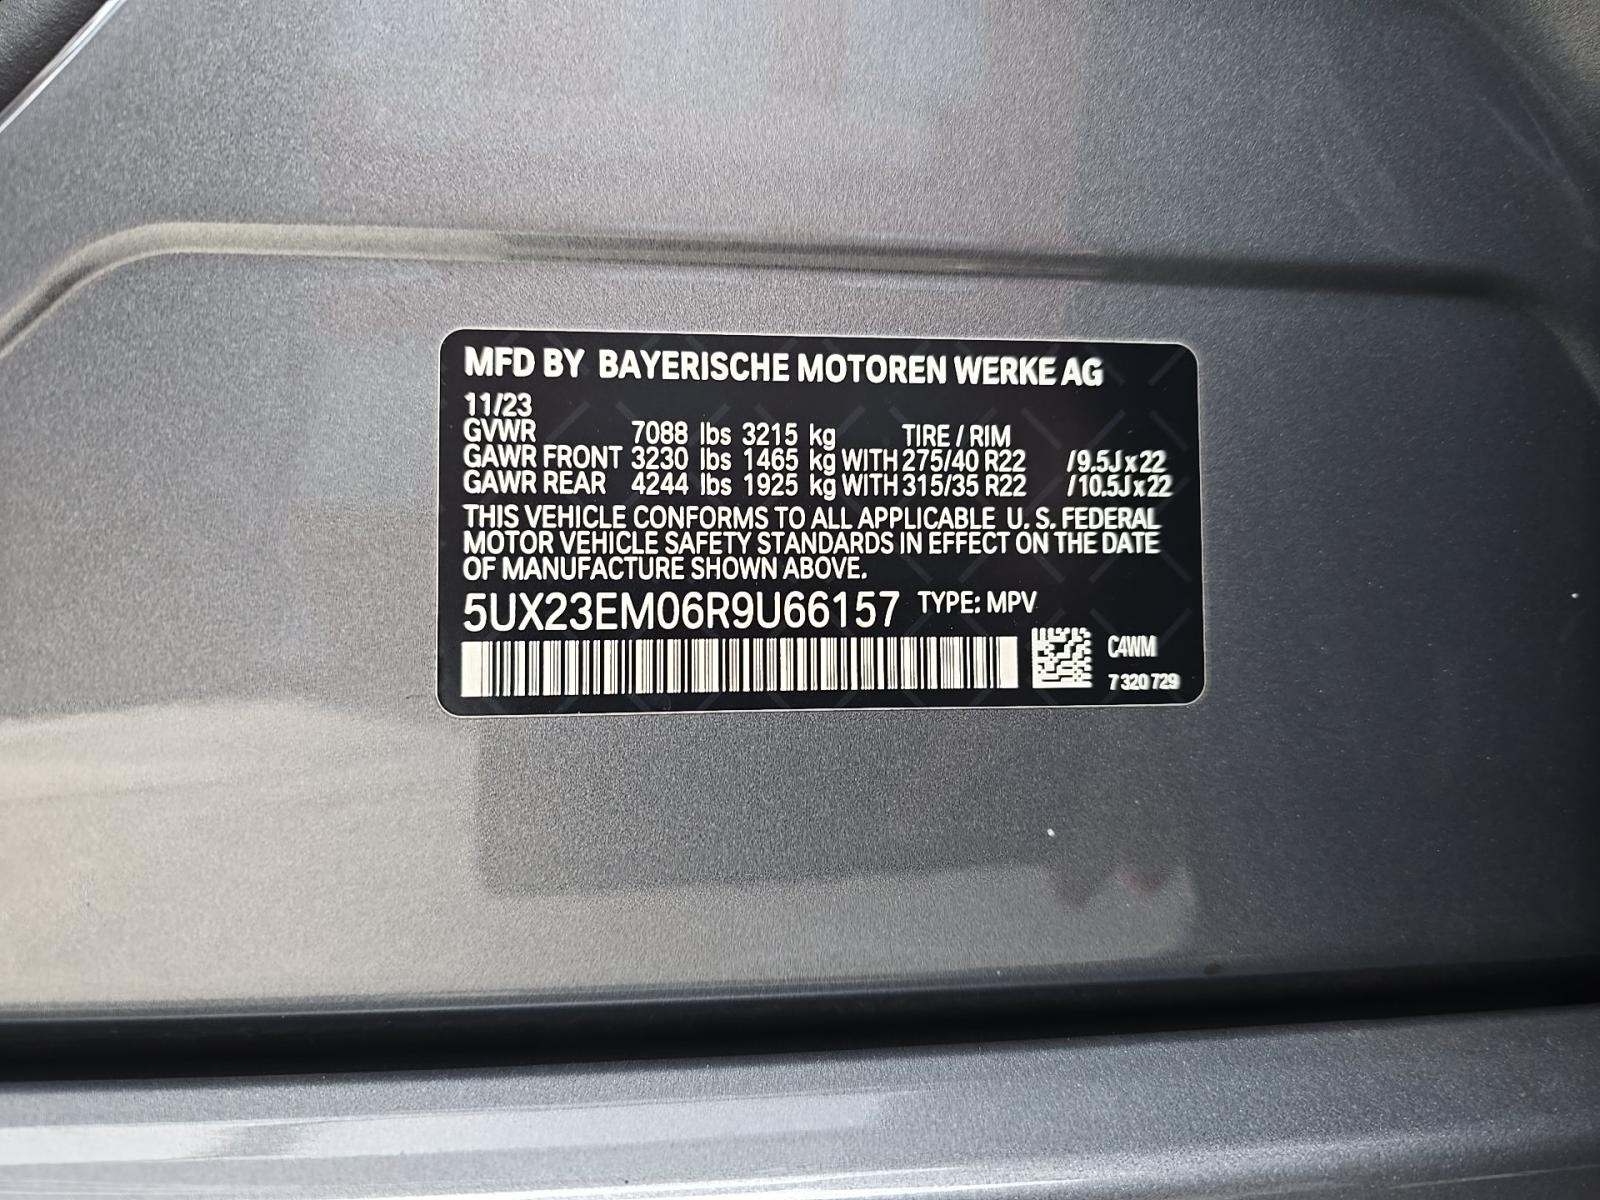 MFD BY BAYERISCHE MOTOREN WERKE AG
11/23
GVWR 7088 lbs 3215 kg TIRE / RIM
GAWR FRONT 3230 lbs 1465 kg WITH 275/40 R22 /9.5J x 22
GAWR REAR 4244 lbs 1925 kg WITH 315/35 R22 /10.5J x 22
THIS VEHICLE CONFORMS TO ALL APPLICABLE U. S. FEDERAL
MOTOR VEHICLE SAFETY STANDARDS IN EFFECT ON THE DATE
OF MANUFACTURE SHOWN ABOVE.
5UX23EM06R9U66157 TYPE: MPV
C4WM
7 320 729